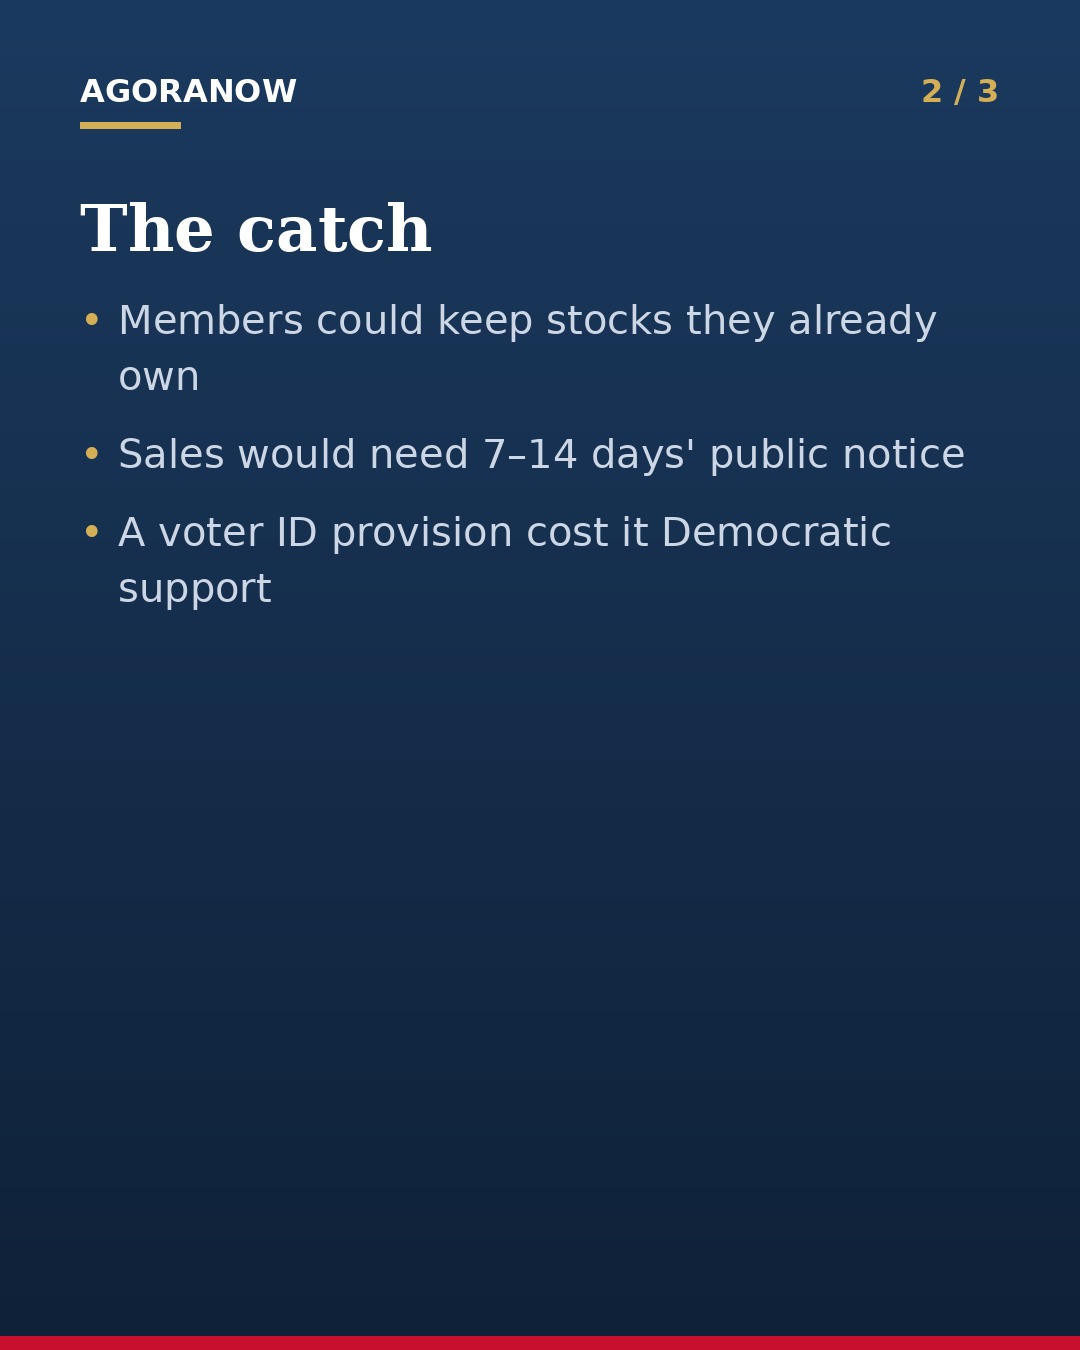 AGORANOW
2 / 3
The catch
• Members could keep stocks they already
own
• Sales would need 7–14 days' public notice
• A voter ID provision cost it Democratic
support